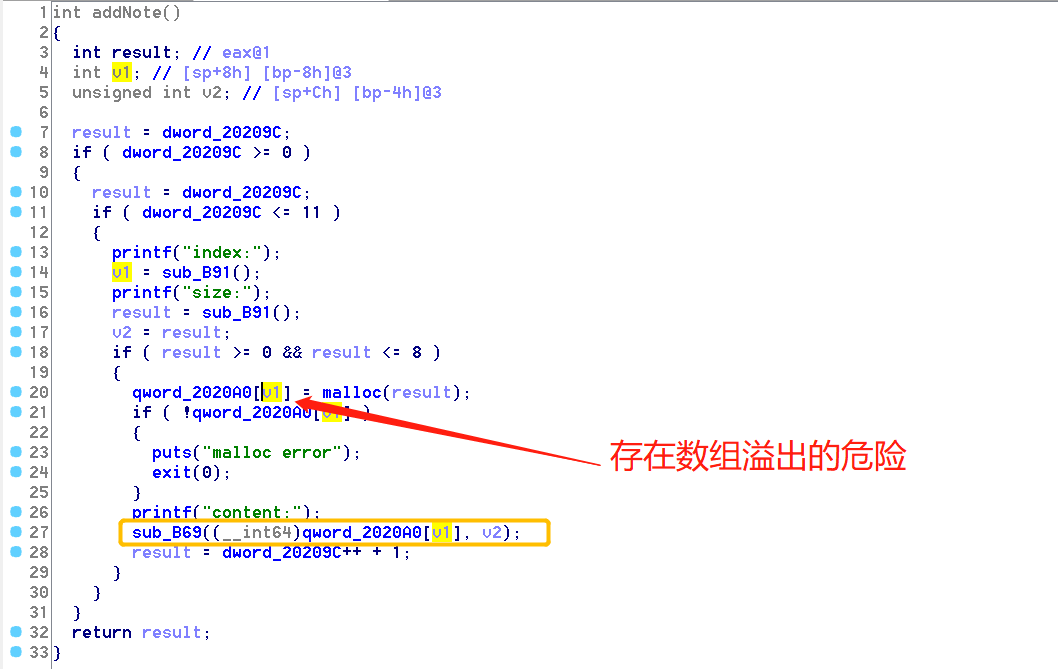 1 int addNote()
2 {
3 int result; // eax@1
4 int v1; // [sp+8h] [bp-8h]@3
5 unsigned int v2; // [sp+Ch] [bp-4h]@3
6
7 result = dword_20209C;
8 if ( dword_20209C >= 0 )
9 {
10 result = dword_20209C;
11 if ( dword_20209C <= 11 )
12 {
13 printf("index:");
14 v1 = sub_B91();
15 printf("size:");
16 result = sub_B91();
17 v2 = result;
18 if ( result >= 0 && result <= 8 )
19 {
20 qword_2020A0[v1] = malloc(result);
21 if ( !qword_2020A0[v1] )
22 {
存在数组溢出的危险
23 puts("malloc error");
24 exit(0);
25 }
26 printf("content:");
27 sub_B69((__int64)qword_2020A0[v1], v2);
28 result = dword_20209C++ + 1;
29 }
30 }
31 }
32 return result;
33 }